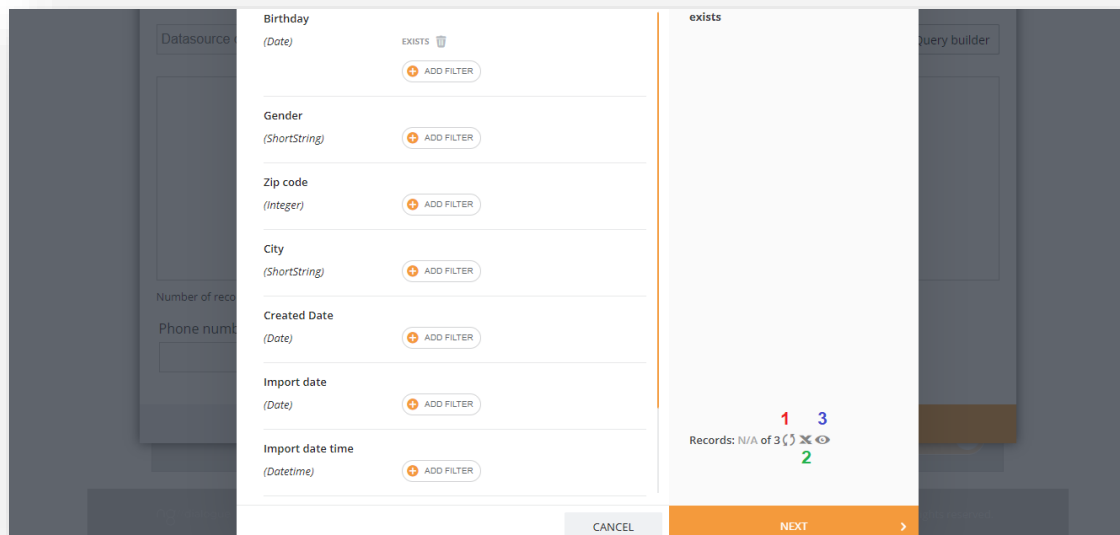 Birthday
(Date)
EXISTS
ADD FILTER
Gender
(ShortString)
ADD FILTER
Zip code
(Integer)
ADD FILTER
City
(ShortString)
ADD FILTER
Created Date
(Date)
ADD FILTER
Import date
(Date)
ADD FILTER
Import date time
(Datetime)
ADD FILTER
CANCEL
exists
1 3
Records: N/A of 3
2
NEXT
Datasource
Query builder
Number of reco
Phone numb